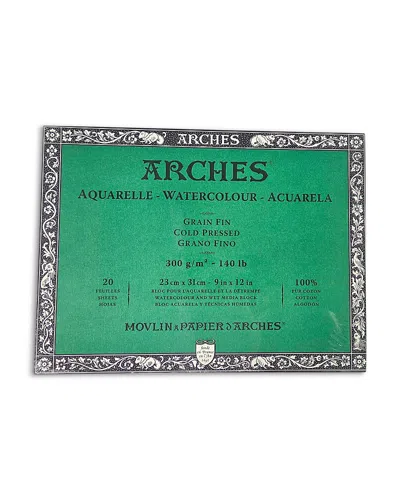 ARCHES
ARCHES
AQUARELLE - WATERCOLOUR - ACUARELA
GRAIN FIN
COLD PRESSED
GRANO FINO
300 g/m² - 140 lb
20
FEUILLES
SHEETS
HOJAS
23 cm x 31 cm - 9 in x 12 in
BLOC POUR L'AQUARELLE ET LA DÉTREMPE
WATERCOLOUR AND WET MEDIA BLOCK
BLOC ACUARELA Y TÉCNICAS HÚMEDAS
100%
PUR COTON
COTTON
ALGODÓN
MOVLIN À PAPIER D'ARCHES®